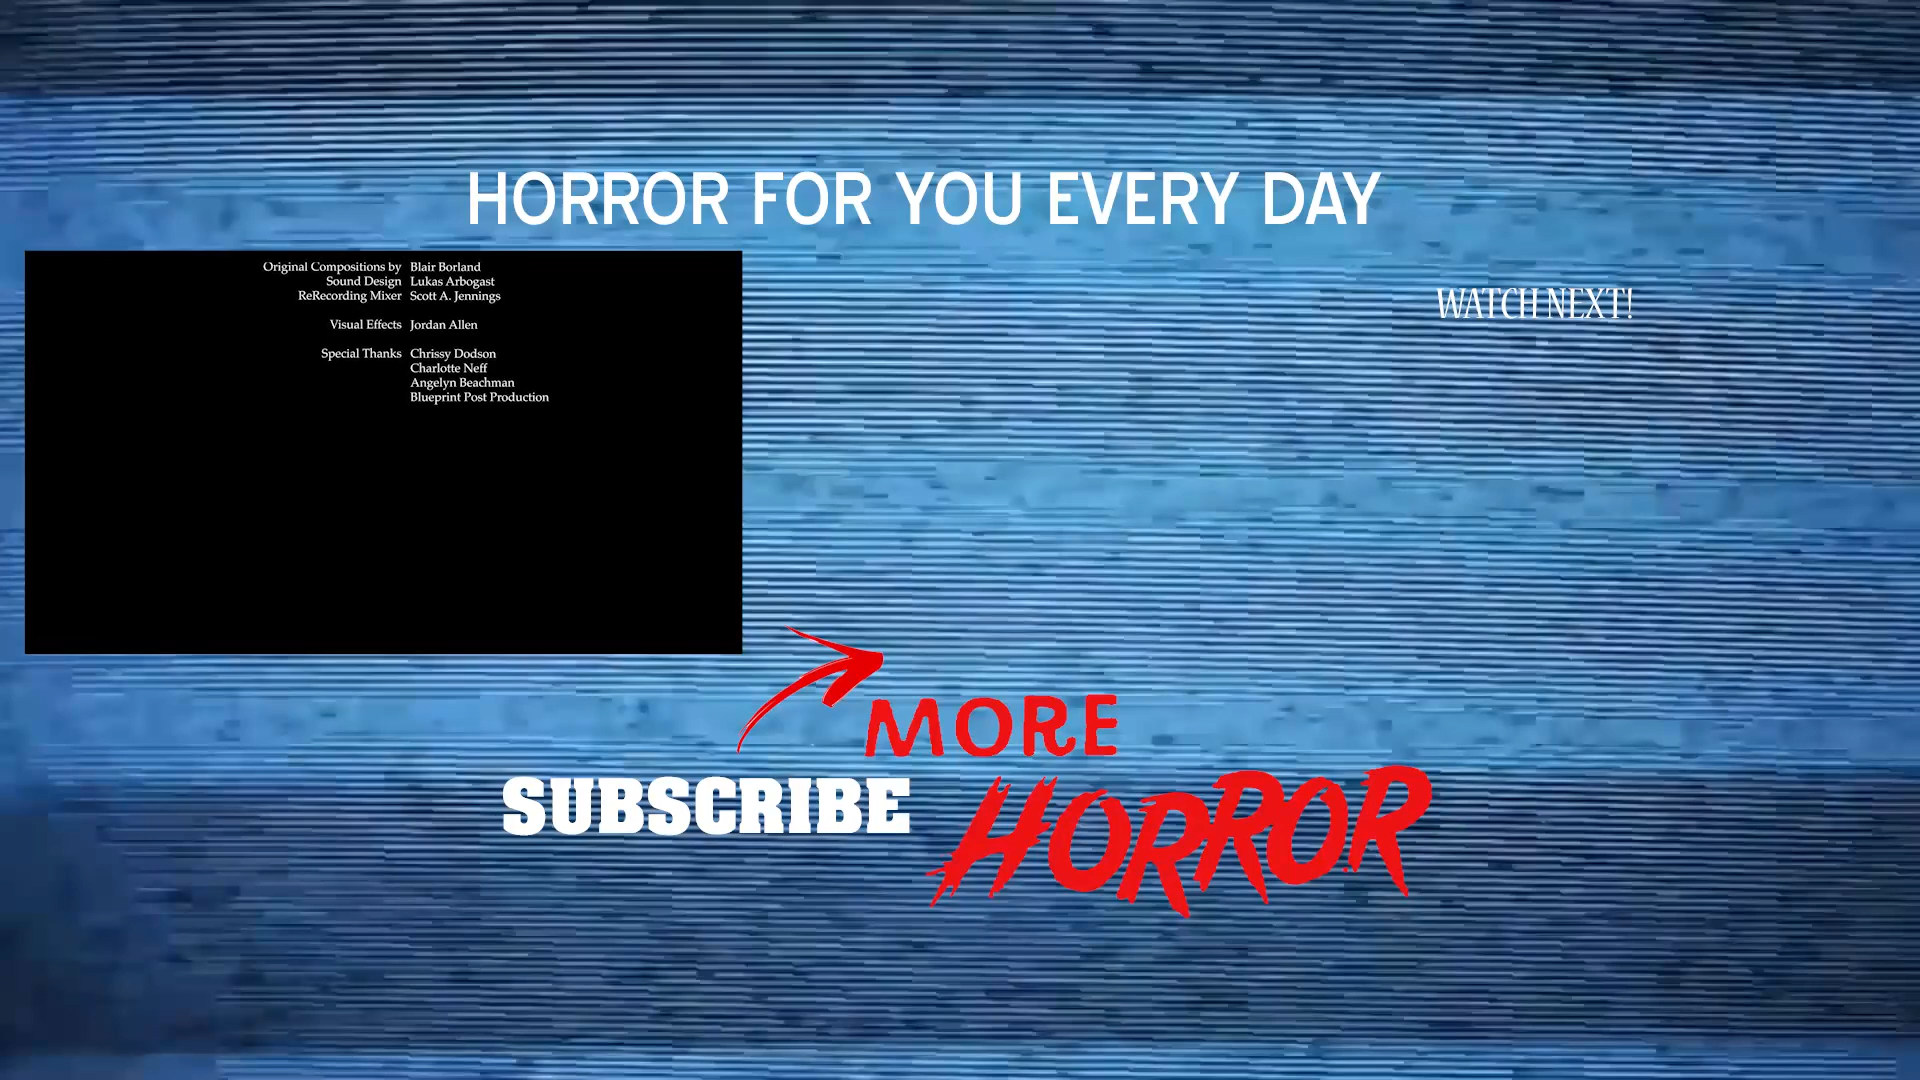 HORROR FOR YOU EVERY DAY
Original Compositions by Blair Borland
Sound Design Lukas Arbogast
ReRecording Mixer Scott A. Jennings
Visual Effects Jordan Allen
Special Thanks Chrissy Dodson
Charlotte Neff
Angelyn Beachman
Blueprint Post Production
WATCH NEXT!
MORE
SUBSCRIBE
HORROR